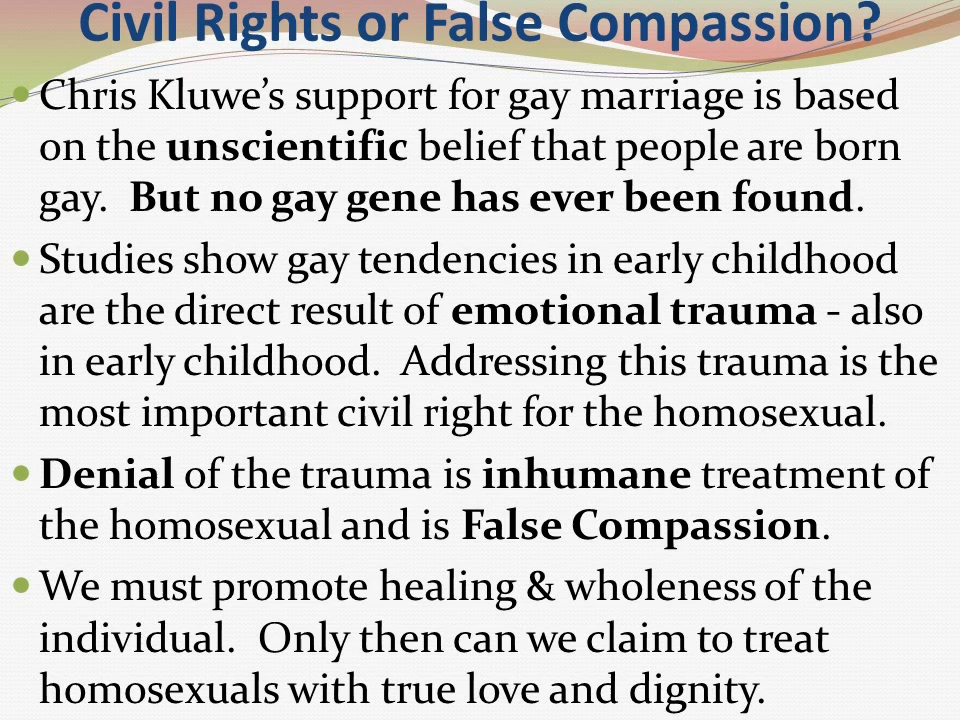 Civil Rights or False Compassion?
• Chris Kluwe’s support for gay marriage is based
on the unscientific belief that people are born
gay.  But no gay gene has ever been found.
• Studies show gay tendencies in early childhood
are the direct result of emotional trauma - also
in early childhood.  Addressing this trauma is the
most important civil right for the homosexual.
• Denial of the trauma is inhumane treatment of
the homosexual and is False Compassion.
• We must promote healing & wholeness of the
individual.  Only then can we claim to treat
homosexuals with true love and dignity.